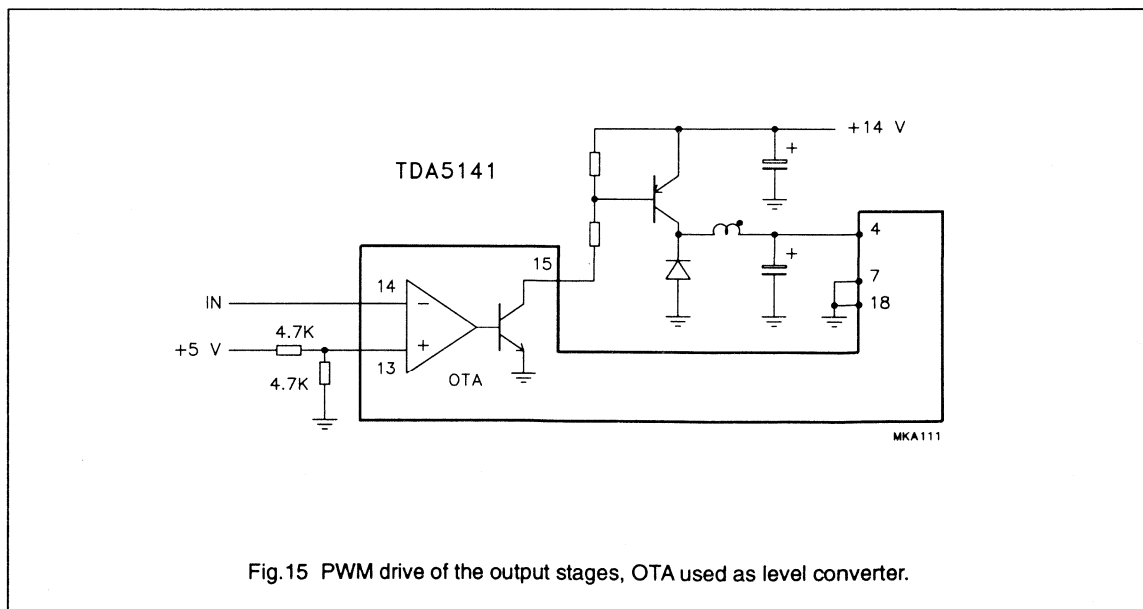 +14 V
+
TDA5141
4
+
15
7
14
18
IN
−
4.7K
+5 V
+
13
4.7K
OTA
MKA111
Fig.15 PWM drive of the output stages, OTA used as level converter.